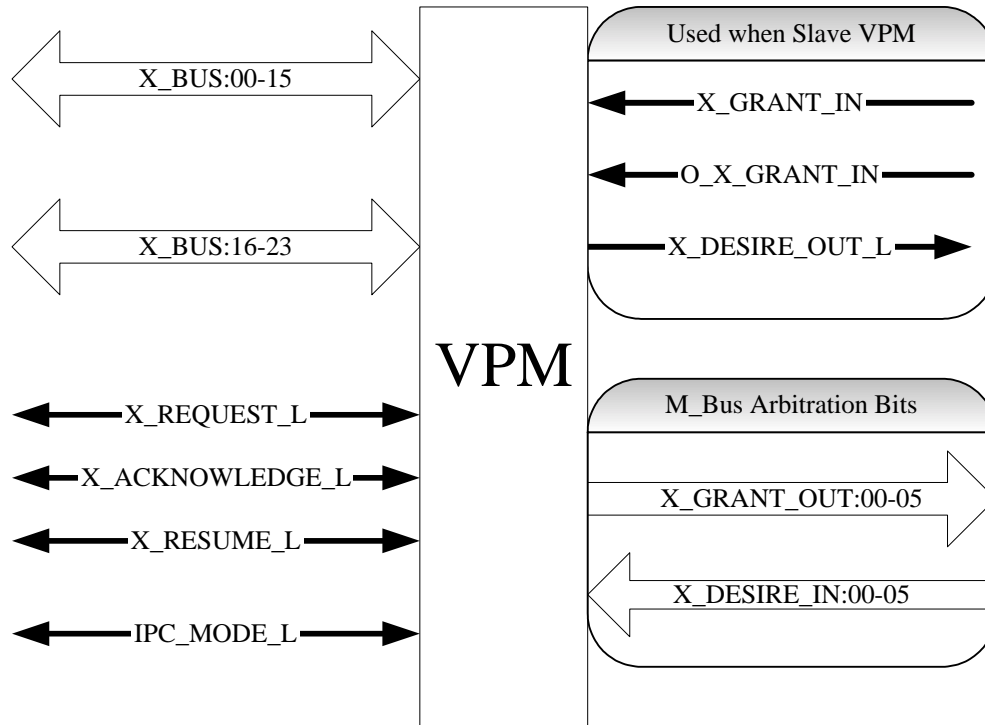 X_BUS:00-15
X_BUS:16-23
X_REQUEST_L
X_ACKNOWLEDGE_L
X_RESUME_L
IPC_MODE_L
VPM
Used when Slave VPM
X_GRANT_IN
O_X_GRANT_IN
X_DESIRE_OUT_L
M_Bus Arbitration Bits
X_GRANT_OUT:00-05
X_DESIRE_IN:00-05